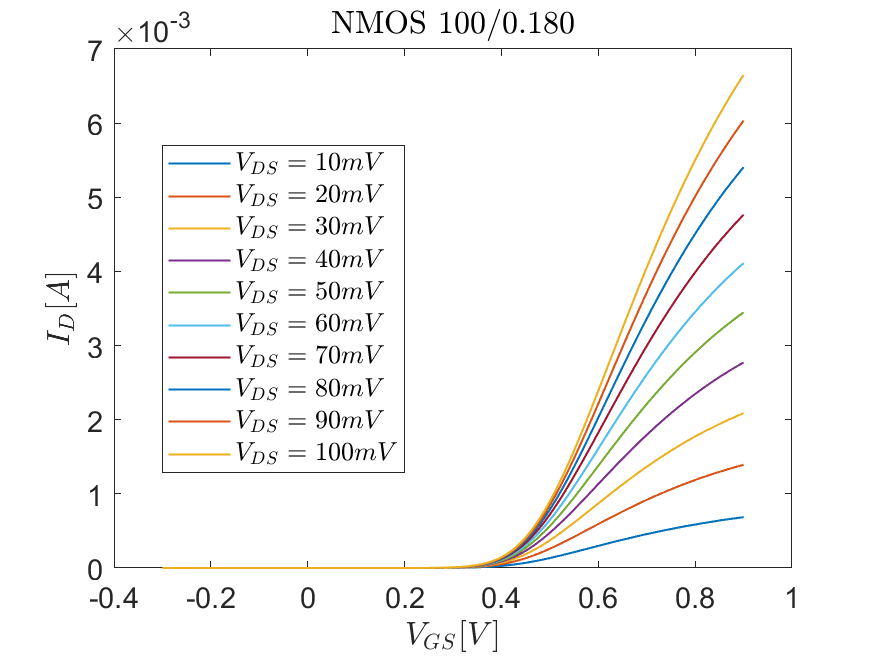 NMOS 100/0.180
×10⁻³
7
6
5
4
3
2
1
0
I_D[A]
V_DS = 10mV
V_DS = 20mV
V_DS = 30mV
V_DS = 40mV
V_DS = 50mV
V_DS = 60mV
V_DS = 70mV
V_DS = 80mV
V_DS = 90mV
V_DS = 100mV
-0.4 -0.2 0 0.2 0.4 0.6 0.8 1
V_GS[V]